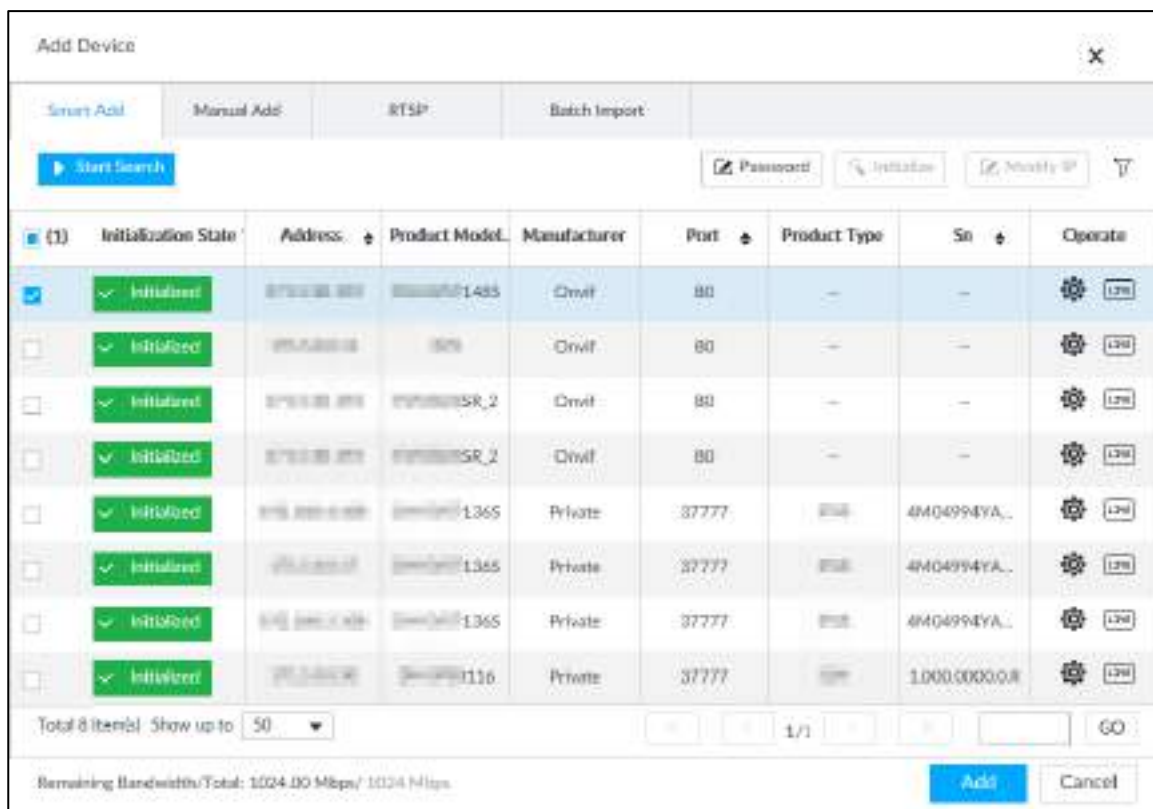 Add Device
Smart Add Manual Add RTSP Batch Import
Start Search Password Initialize Modify IP
(1) Initialization State Address Product Model.. Manufacturer Port Product Type Sn Operate
Initialized 1485 Onvif 80 -- --
Initialized Onvif 80 -- --
Initialized SR_2 Onvif 80 -- --
Initialized SR_2 Onvif 80 -- --
Initialized 1365 Private 37777 4M04994YA...
Initialized 1365 Private 37777 4M04994YA...
Initialized 1365 Private 37777 4M04994YA...
Initialized 116 Private 37777
Total 8 item(s) Show up to 50 1/1 GO
Remaining Bandwidth/Total: 1024.00 Mbps/ 1024 Mbps
Add Cancel